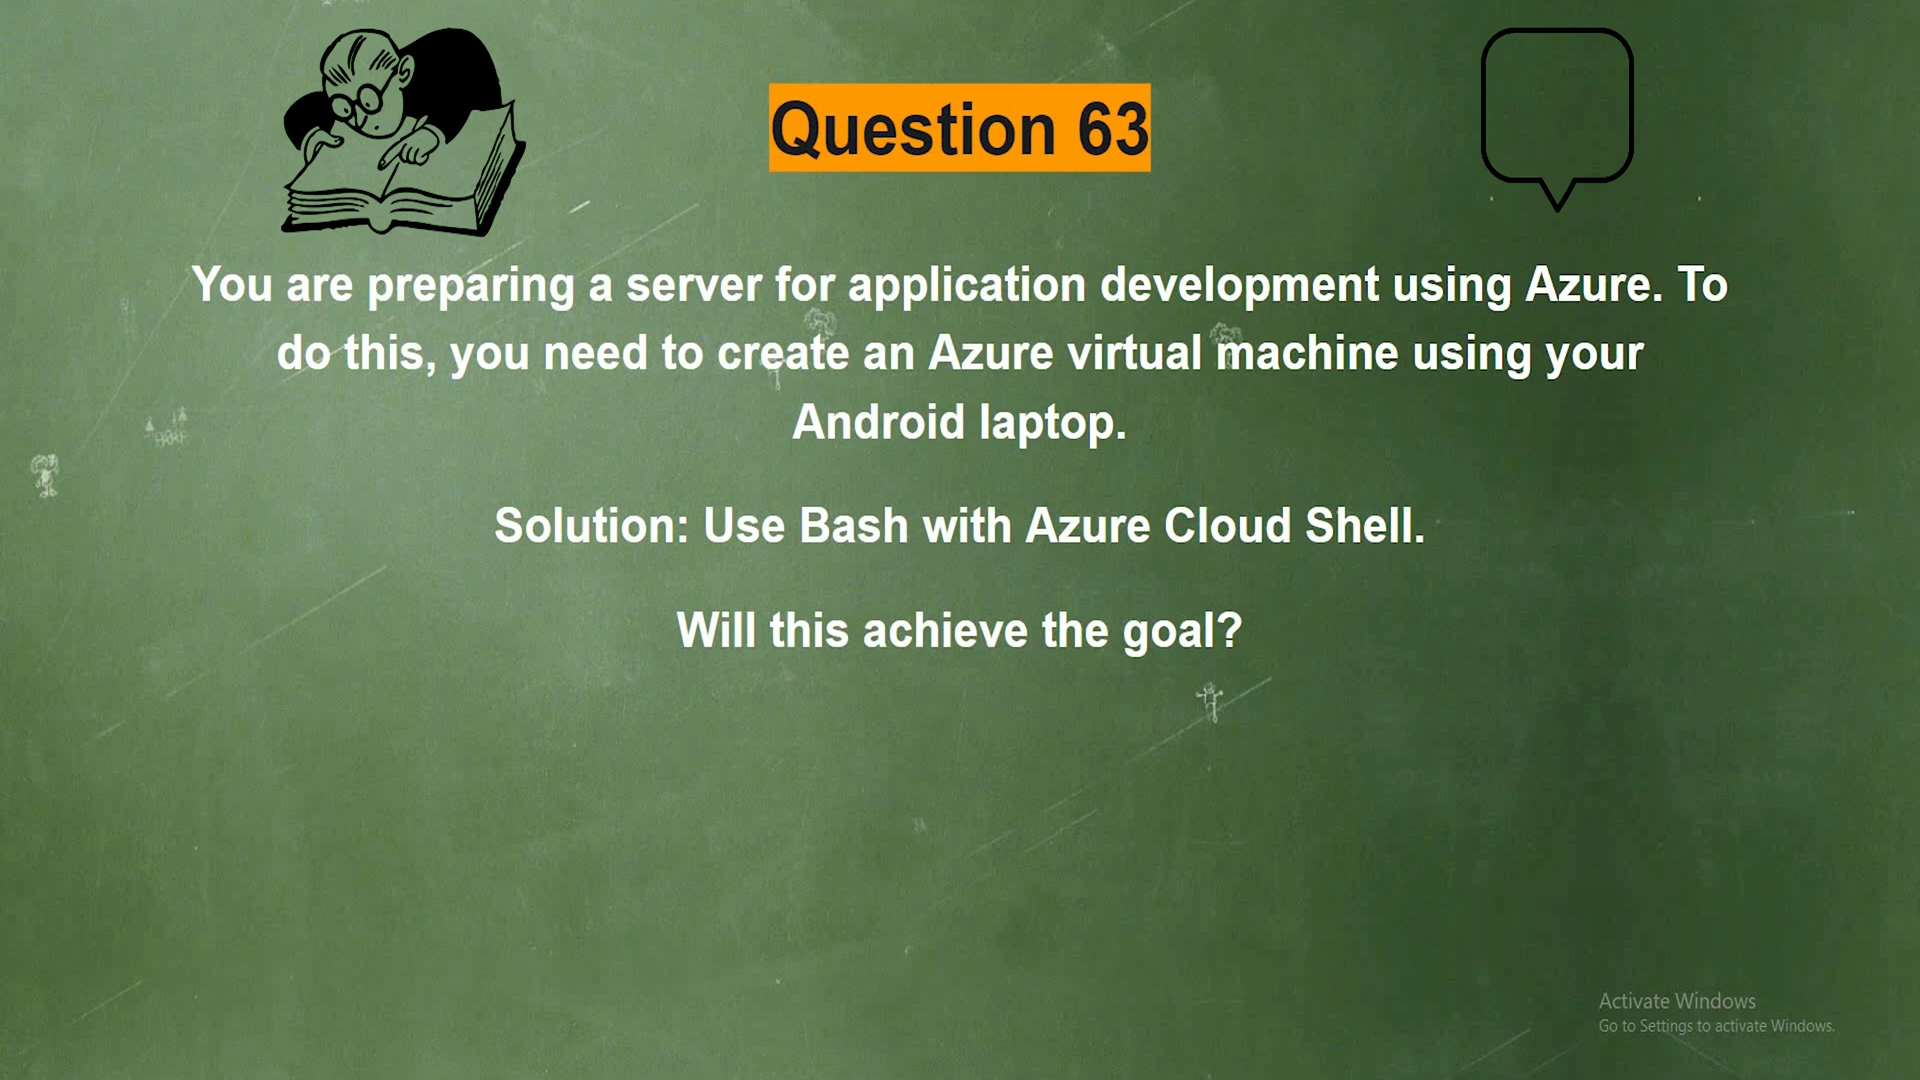 Question 63
You are preparing a server for application development using Azure. To
do this, you need to create an Azure virtual machine using your
Android laptop.
Solution: Use Bash with Azure Cloud Shell.
Will this achieve the goal?
Activate Windows
Go to Settings to activate Windows.